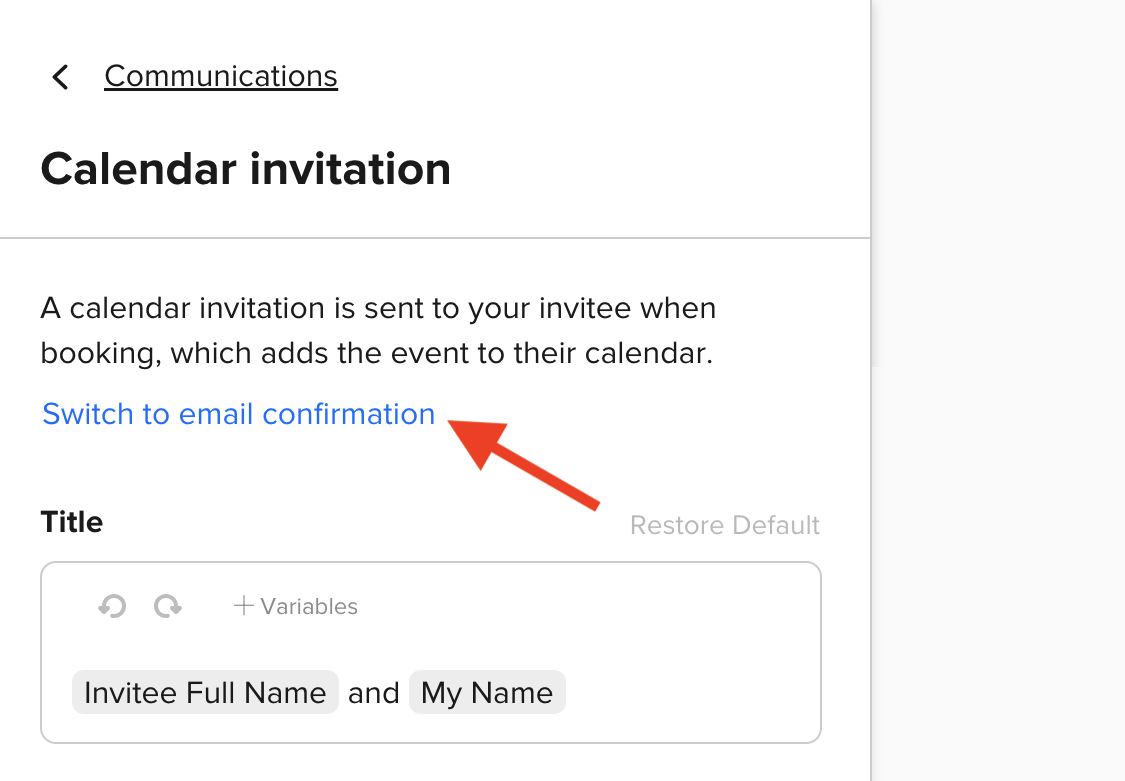 Communications
Calendar invitation
A calendar invitation is sent to your invitee when
booking, which adds the event to their calendar.
Switch to email confirmation
Title
Restore Default
+ Variables
Invitee Full Name and My Name